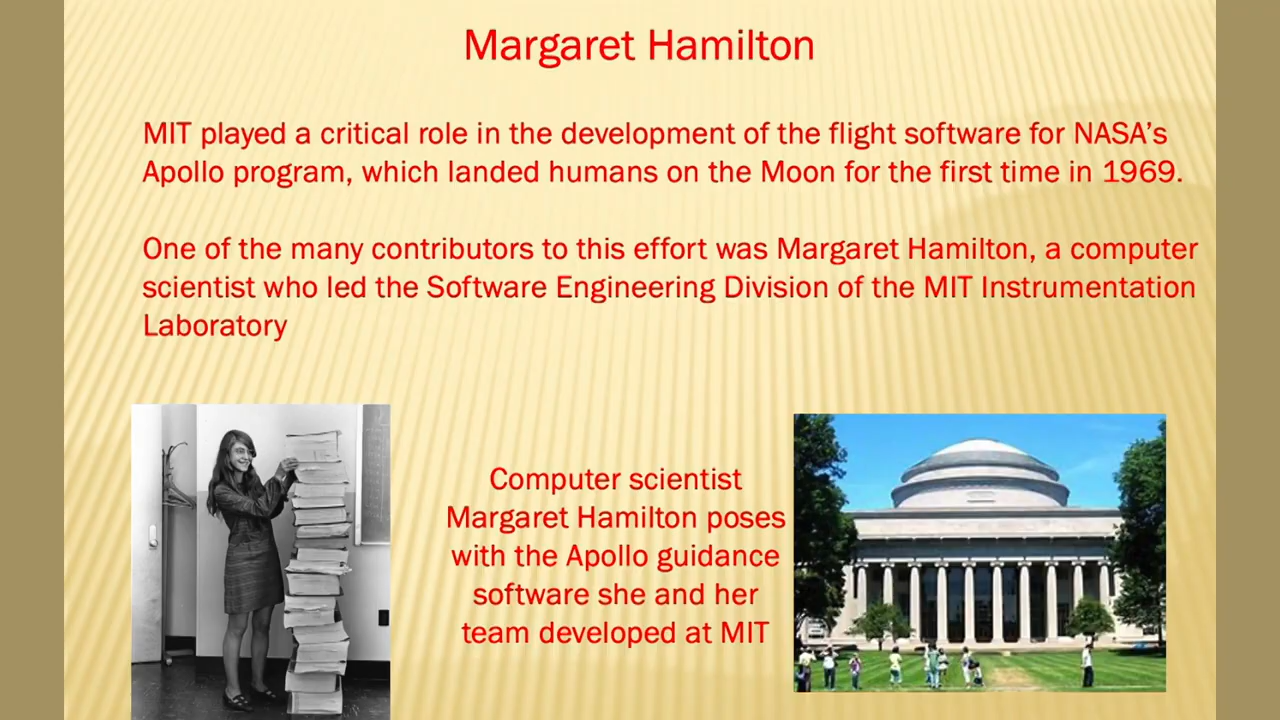 Margaret Hamilton
MIT played a critical role in the development of the flight software for NASA’s
Apollo program, which landed humans on the Moon for the first time in 1969.
One of the many contributors to this effort was Margaret Hamilton, a computer
scientist who led the Software Engineering Division of the MIT Instrumentation
Laboratory
Computer scientist
Margaret Hamilton poses
with the Apollo guidance
software she and her
team developed at MIT